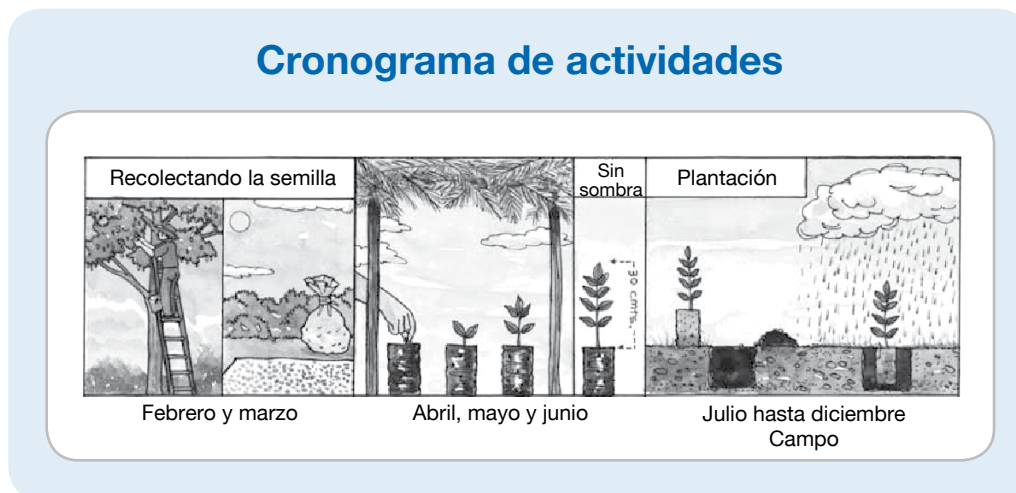 Cronograma de actividades
Recolectando la semilla
Sin
sombra
Plantación
30 cmts.
Febrero y marzo
Abril, mayo y junio
Julio hasta diciembre
Campo